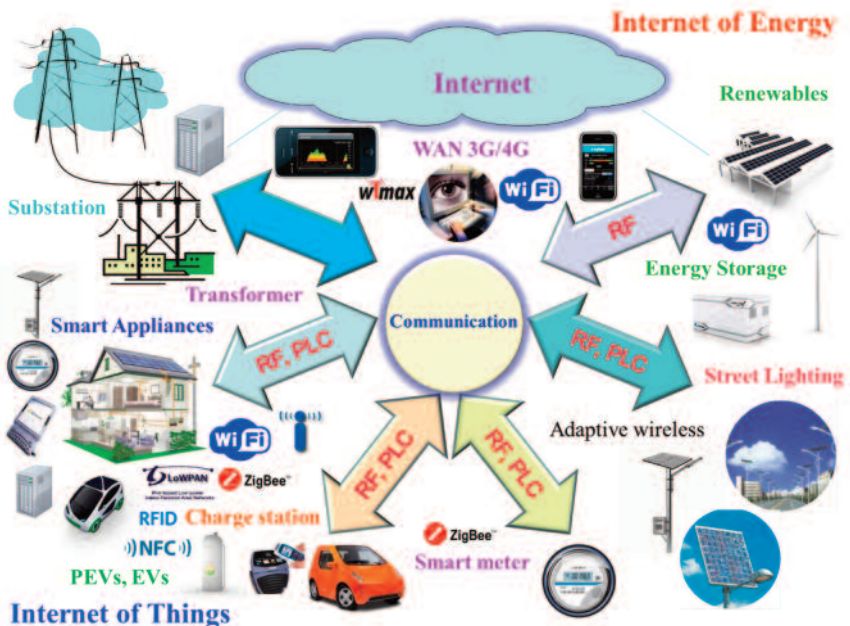 Internet of Energy
Internet
Renewables
WAN 3G/4G
wimax
Wi Fi
RF
Substation
Wi Fi
Energy Storage
Transformer
Communication
Smart Appliances
RF, PLC
RF, PLC
Street Lighting
Adaptive wireless
Wi Fi
RF, PLC
RF, PLC
LoWPAN
ZigBee™
RFID
Charge station
ZigBee™
NFC
Smart meter
PEVs, EVs
Internet of Things